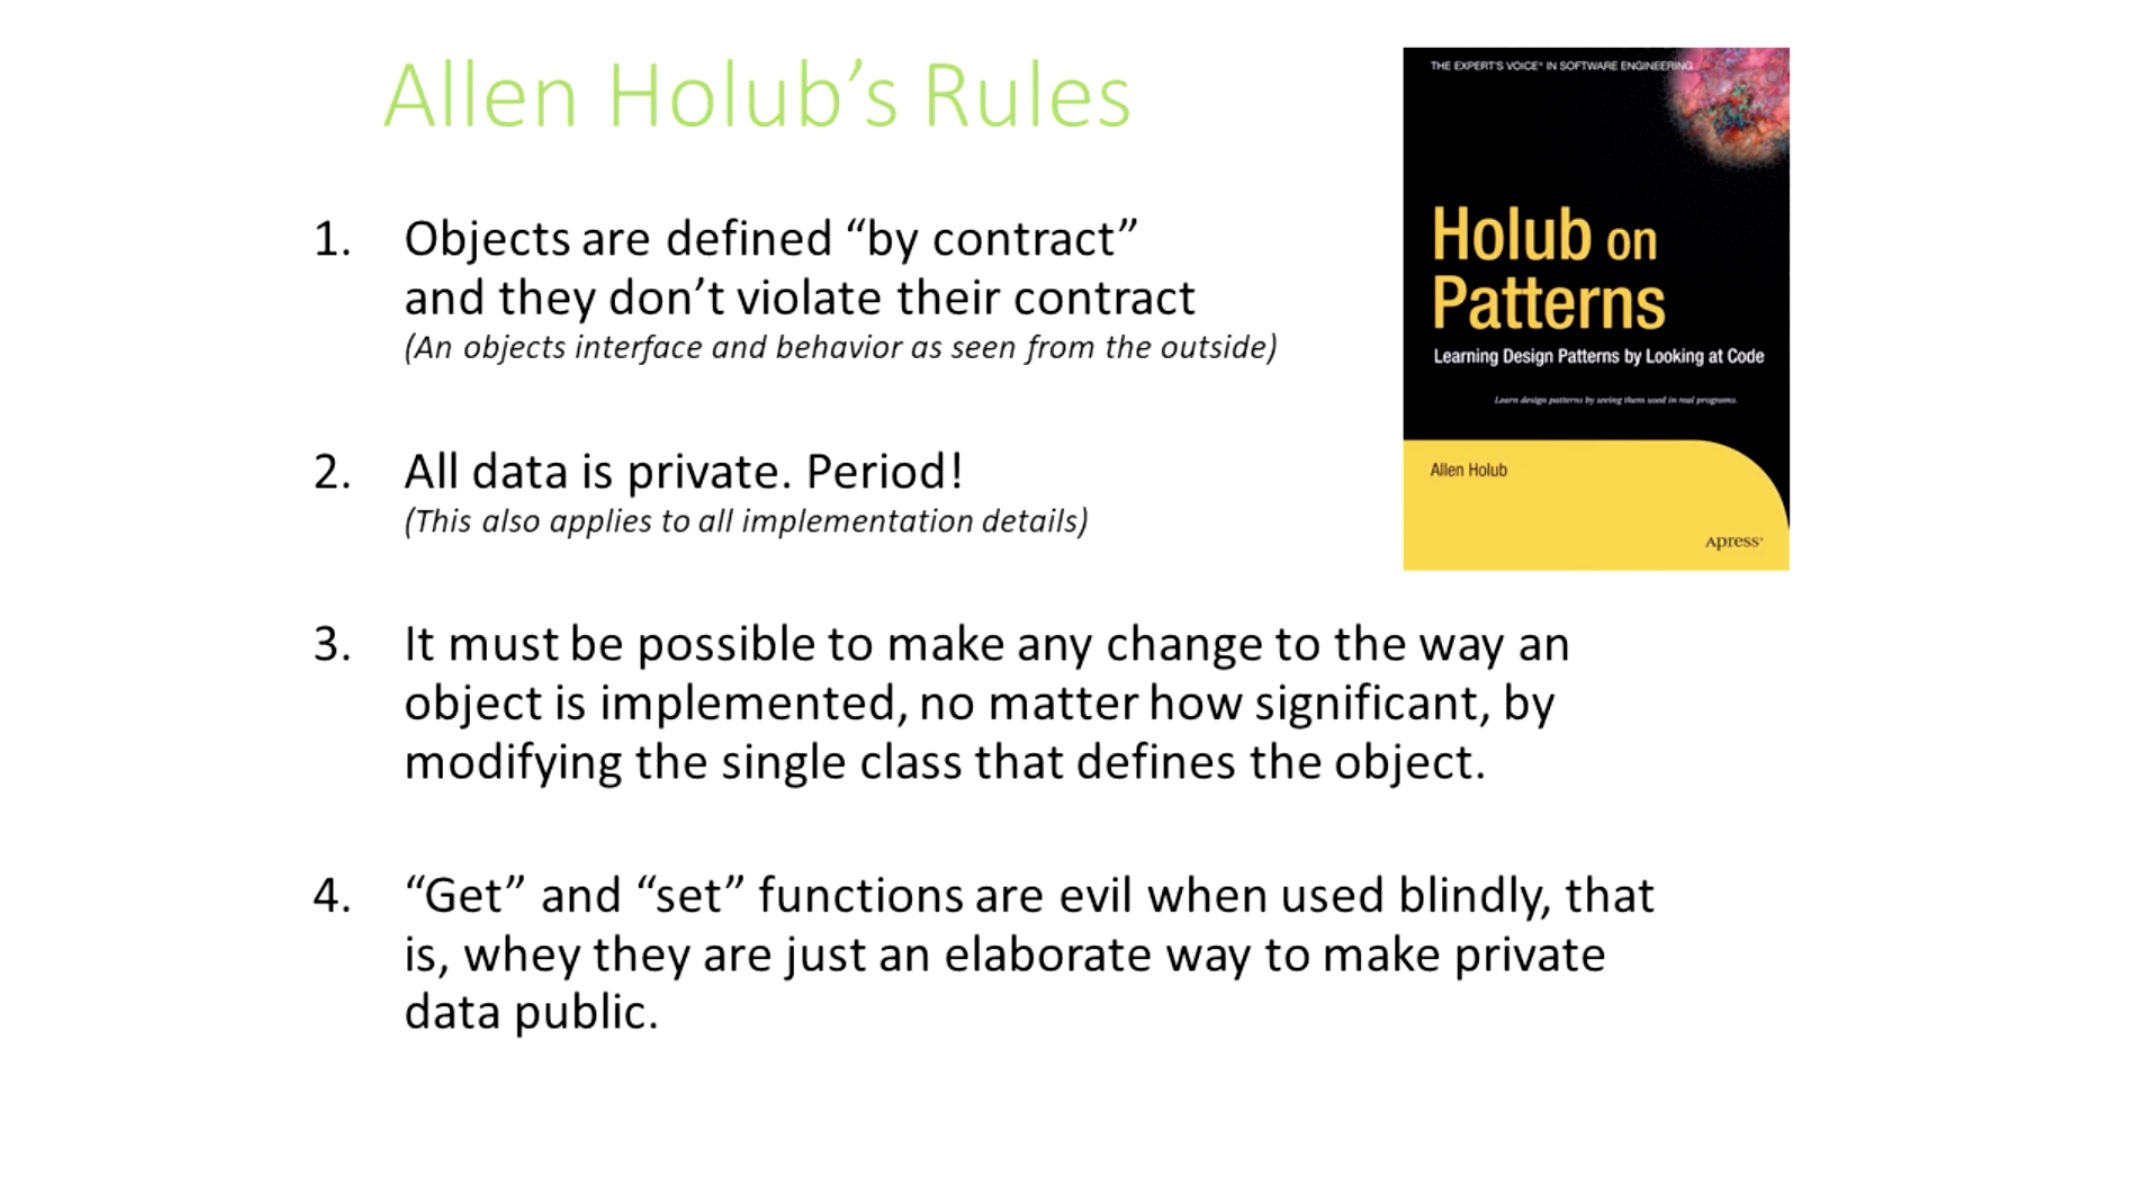 Allen Holub’s Rules
THE EXPERT'S VOICE® IN SOFTWARE ENGINEERING
Holub on
Patterns
Learning Design Patterns by Looking at Code
Learn design patterns by seeing them used in real programs.
Allen Holub
Apress®
1. Objects are defined “by contract”
and they don’t violate their contract
(An objects interface and behavior as seen from the outside)
2. All data is private. Period!
(This also applies to all implementation details)
3. It must be possible to make any change to the way an
object is implemented, no matter how significant, by
modifying the single class that defines the object.
4. “Get” and “set” functions are evil when used blindly, that
is, whey they are just an elaborate way to make private
data public.